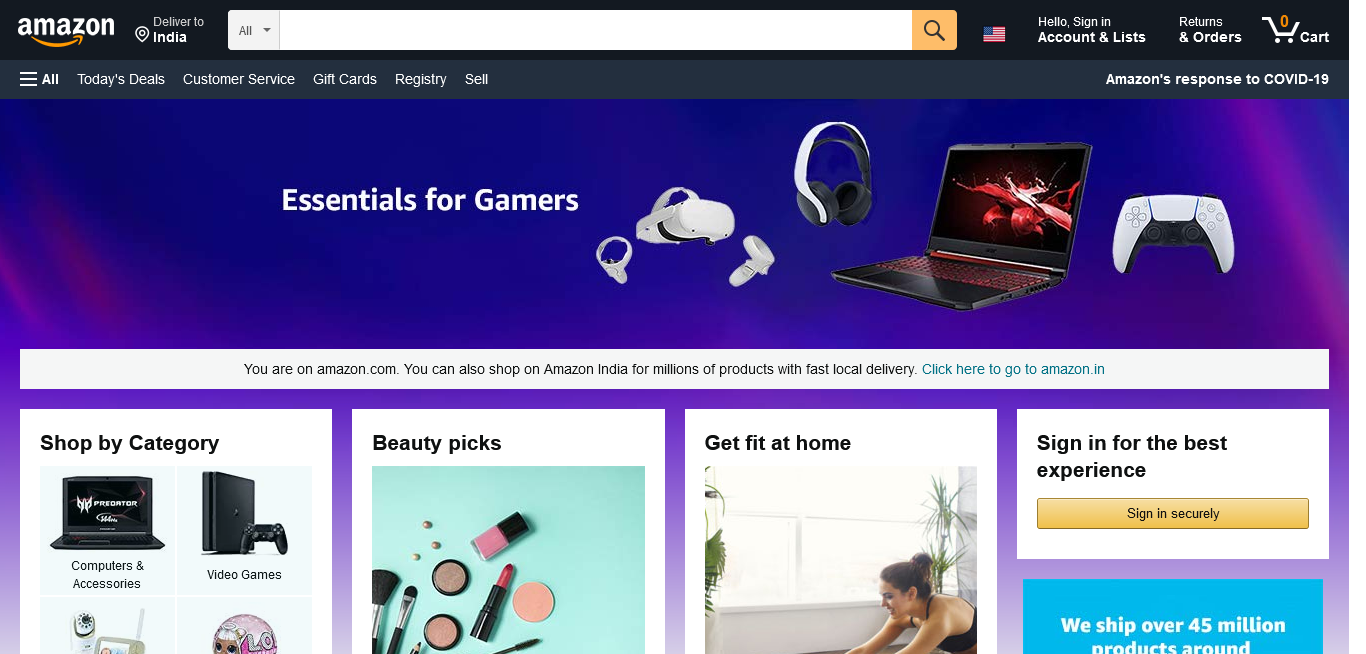 amazon
Deliver to
India
All
Hello, Sign in
Account & Lists
Returns
& Orders
0
Cart
All
Today's Deals
Customer Service
Gift Cards
Registry
Sell
Amazon's response to COVID-19
Essentials for Gamers
You are on amazon.com. You can also shop on Amazon India for millions of products with fast local delivery. Click here to go to amazon.in
Shop by Category
PREDATOR
144Hz
Computers &
Accessories
Video Games
LOL
Beauty picks
Get fit at home
Sign in for the best
experience
Sign in securely
We ship over 45 million
products around